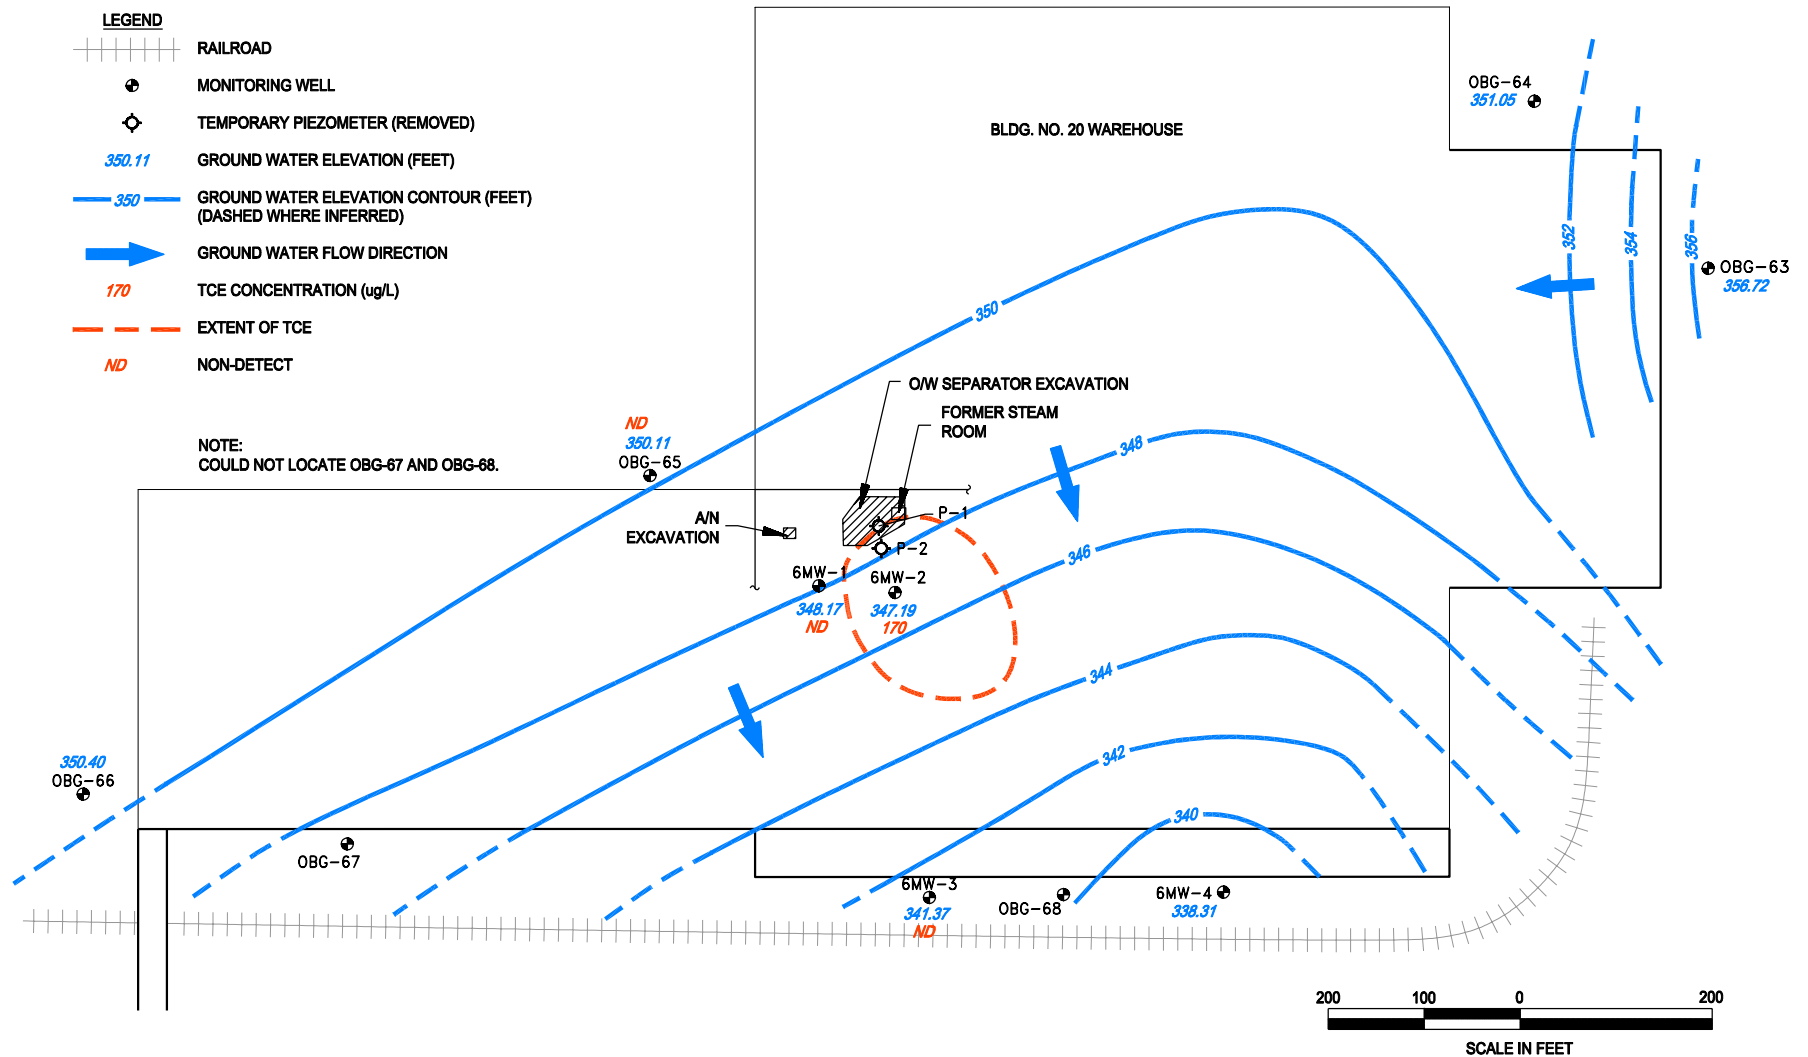 LEGEND
RAILROAD
MONITORING WELL
TEMPORARY PIEZOMETER (REMOVED)
350.11 GROUND WATER ELEVATION (FEET)
350 GROUND WATER ELEVATION CONTOUR (FEET)
(DASHED WHERE INFERRED)
GROUND WATER FLOW DIRECTION
170 TCE CONCENTRATION (ug/L)
EXTENT OF TCE
ND NON-DETECT
NOTE:
COULD NOT LOCATE OBG-67 AND OBG-68.
BLDG. NO. 20 WAREHOUSE
OBG-64
351.05
352
354
356
OBG-63
356.72
350
O/W SEPARATOR EXCAVATION
FORMER STEAM
ROOM
ND
350.11
OBG-65
348
A/N
EXCAVATION
P-1
P-2
346
6MW-1
348.17
ND
6MW-2
347.19
170
344
342
340
350.40
OBG-66
OBG-67
6MW-3
341.37
ND
OBG-68
6MW-4
338.31
200 100 0 200
SCALE IN FEET